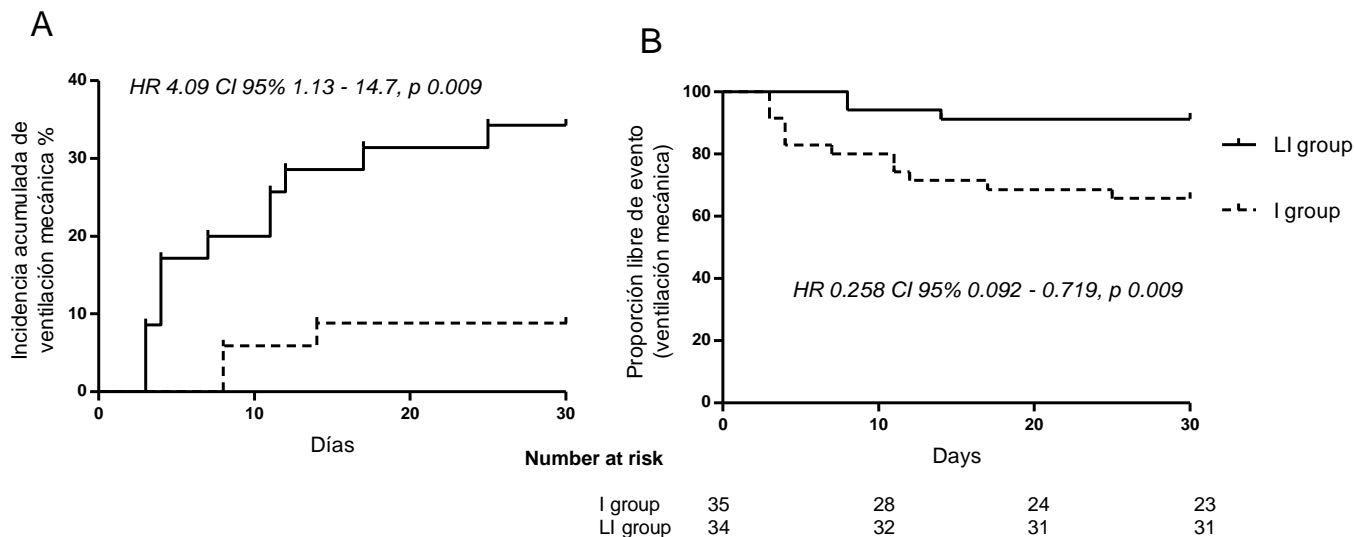 A
HR 4.09 CI 95% 1.13 - 14.7, p 0.009
Incidencia acumulada de
ventilación mecánica %
40
30
20
10
0
0 10 20 30
Días
B
Proporción libre de evento
(ventilación mecánica)
100
80
60
40
20
0
HR 0.258 CI 95% 0.092 - 0.719, p 0.009
0 10 20 30
Days
LI group
I group
Number at risk
I group 35 28 24 23
LI group 34 32 31 31